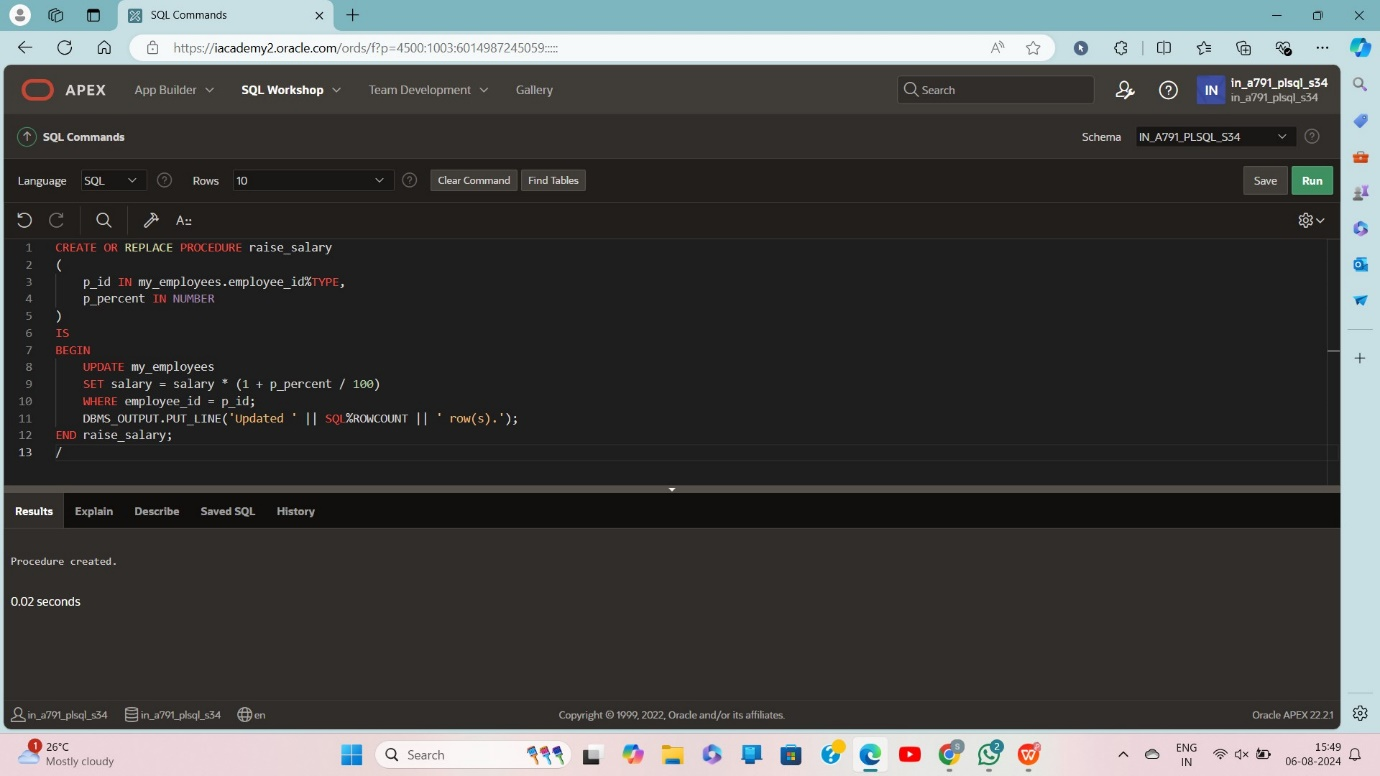 SQL Commands
https://iacademy2.oracle.com/ords/f?p=4500:1003:6014987245059:::::
APEX App Builder SQL Workshop Team Development Gallery Search IN in_a791_plsql_s34
in_a791_plsql_s34
SQL Commands Schema IN_A791_PLSQL_S34
Language SQL Rows 10 Clear Command Find Tables Save Run
A::
1 CREATE OR REPLACE PROCEDURE raise_salary
2 (
3 p_id IN my_employees.employee_id%TYPE,
4 p_percent IN NUMBER
5 )
6 IS
7 BEGIN
8 UPDATE my_employees
9 SET salary = salary * (1 + p_percent / 100)
10 WHERE employee_id = p_id;
11 DBMS_OUTPUT.PUT_LINE('Updated ' || SQL%ROWCOUNT || ' row(s).');
12 END raise_salary;
13 /
Results Explain Describe Saved SQL History
Procedure created.
0.02 seconds
in_a791_plsql_s34 in_a791_plsql_s34 en Copyright © 1999, 2022, Oracle and/or its affiliates. Oracle APEX 22.2.1
1 26°C Search ENG 15:49
Mostly cloudy IN 06-08-2024